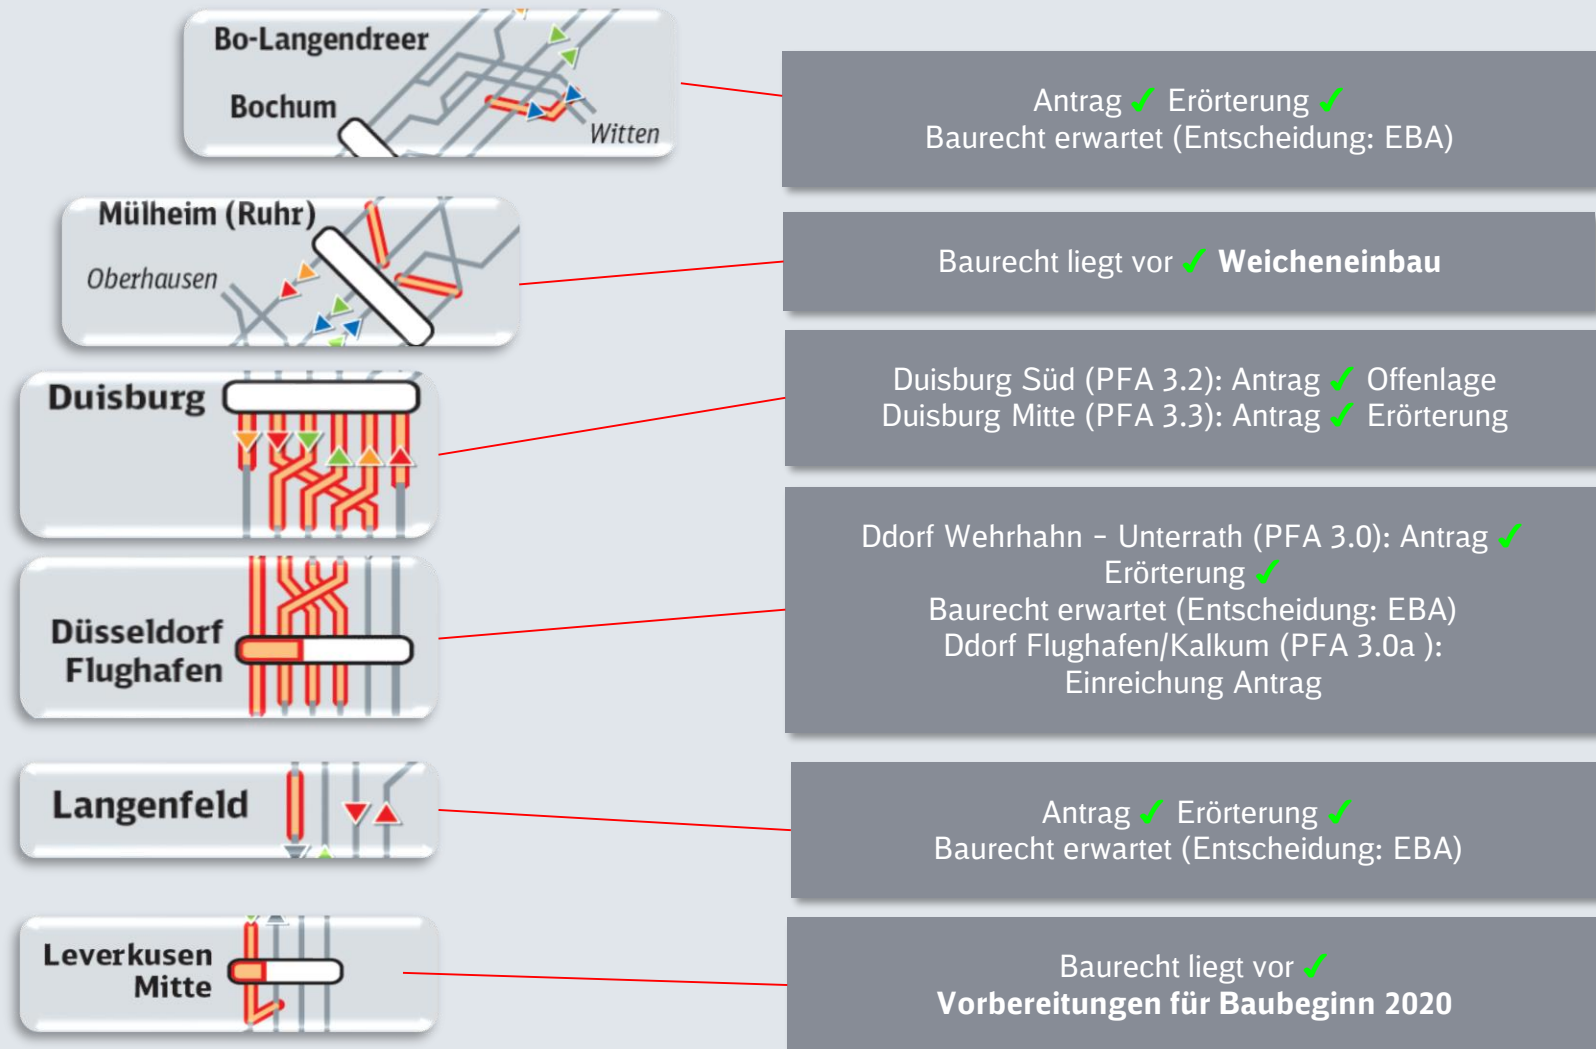 Bo-Langendreer
Bochum
Witten
Antrag ✓ Erörterung ✓
Baurecht erwartet (Entscheidung: EBA)
Mülheim (Ruhr)
Oberhausen
Baurecht liegt vor ✓ Weicheneinbau
Duisburg
Duisburg Süd (PFA 3.2): Antrag ✓ Offenlage
Duisburg Mitte (PFA 3.3): Antrag ✓ Erörterung
Düsseldorf
Flughafen
Ddorf Wehrhahn – Unterrath (PFA 3.0): Antrag ✓
Erörterung ✓
Baurecht erwartet (Entscheidung: EBA)
Ddorf Flughafen/Kalkum (PFA 3.0a ):
Einreichung Antrag
Langenfeld
Antrag ✓ Erörterung ✓
Baurecht erwartet (Entscheidung: EBA)
Leverkusen
Mitte
Baurecht liegt vor ✓
Vorbereitungen für Baubeginn 2020